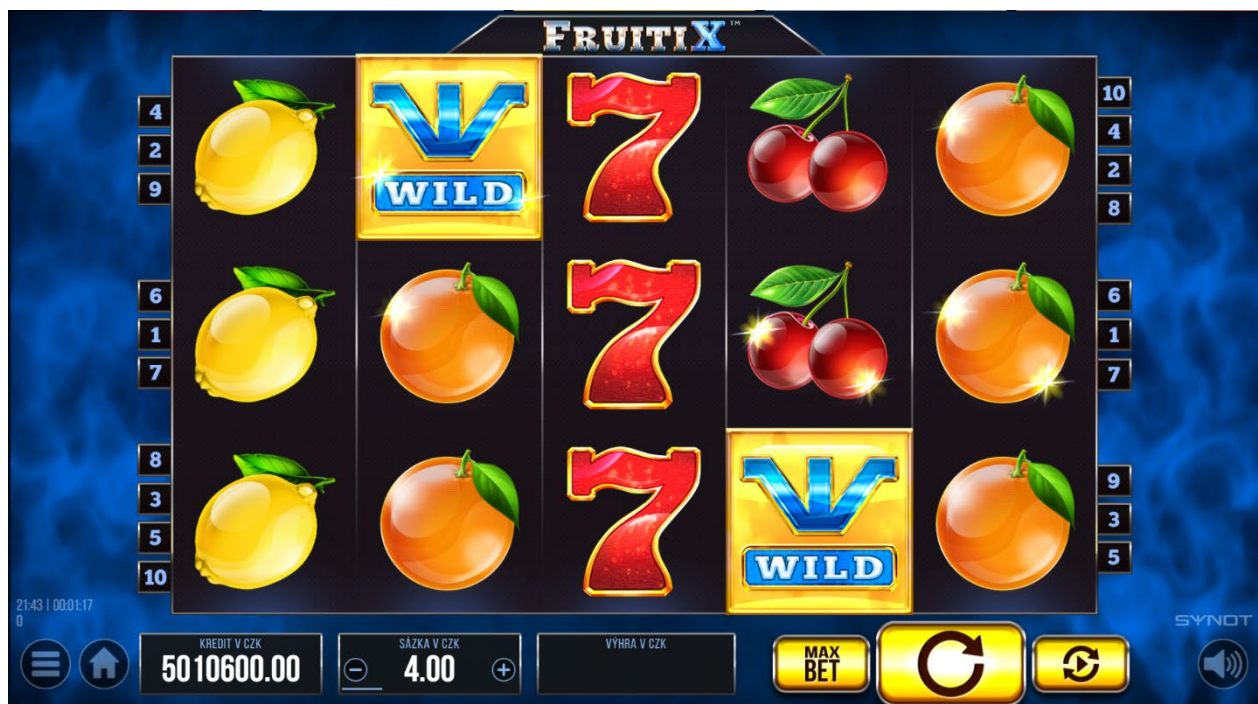 FRUITIX™
WILD
4
2
9
10
4
2
8
6
1
7
6
1
7
8
3
5
10
9
3
5
WILD
21:43 | 00:01:17
0
SYNOT
KREDIT V CZK
5010600.00
SÁZKA V CZK
4.00
VÝHRA V CZK
MAX
BET